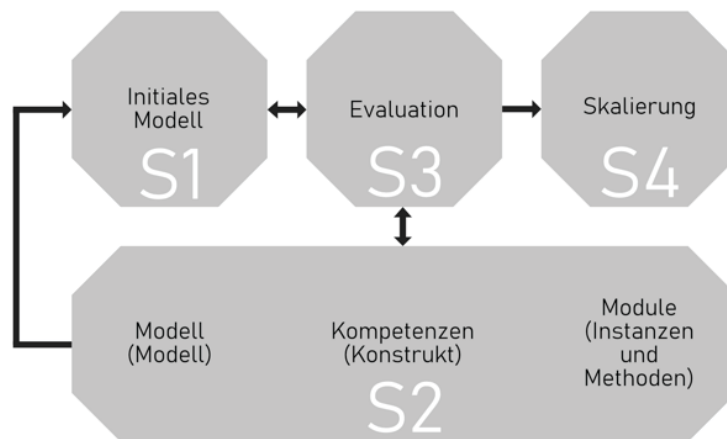 Initiales
Modell
S1
Evaluation
S3
Skalierung
S4
Modell
(Modell)
Kompetenzen
(Konstrukt)
S2
Module
(Instanzen
und
Methoden)